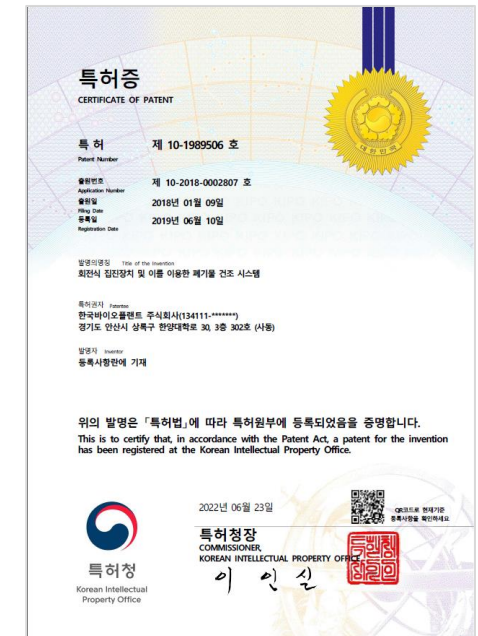 특허증
CERTIFICATE OF PATENT
대한민국
특 허 제 10-1989506 호
Patent Number
출원번호 제 10-2018-0002807 호
Application Number
출원일 2018년 01월 09일
Filing Date
등록일 2019년 06월 10일
Registration Date
발명의명칭 Title of the Invention
회전식 집진장치 및 이를 이용한 폐기물 건조 시스템
특허권자 Patentee
한국바이오플랜트 주식회사(134111-*******)
경기도 안산시 상록구 한양대학로 30, 3층 302호 (사동)
발명자 Inventor
등록사항란에 기재
위의 발명은 「특허법」에 따라 특허원부에 등록되었음을 증명합니다.
This is to certify that, in accordance with the Patent Act, a patent for the invention
has been registered at the Korean Intellectual Property Office.
2022년 06월 23일
QR코드로 현재기준
등록사항을 확인하세요
특허청장
COMMISSIONER,
KOREAN INTELLECTUAL PROPERTY OFFICE
이 인 실
특허청
Korean Intellectual
Property Office